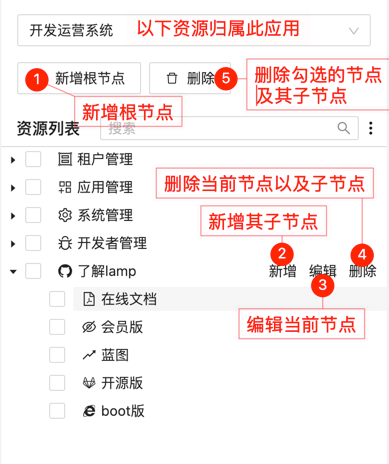 开发运营系统 以下资源归属此应用
1 新增根节点 删除 5 删除勾选的节点
及其子节点
新增根节点
资源列表 搜索
租户管理
应用管理
删除当前节点以及子节点
系统管理
新增其子节点
开发者管理
2 4
了解lamp 新增 编辑 删除
3
在线文档
会员版 编辑当前节点
蓝图
开源版
boot版